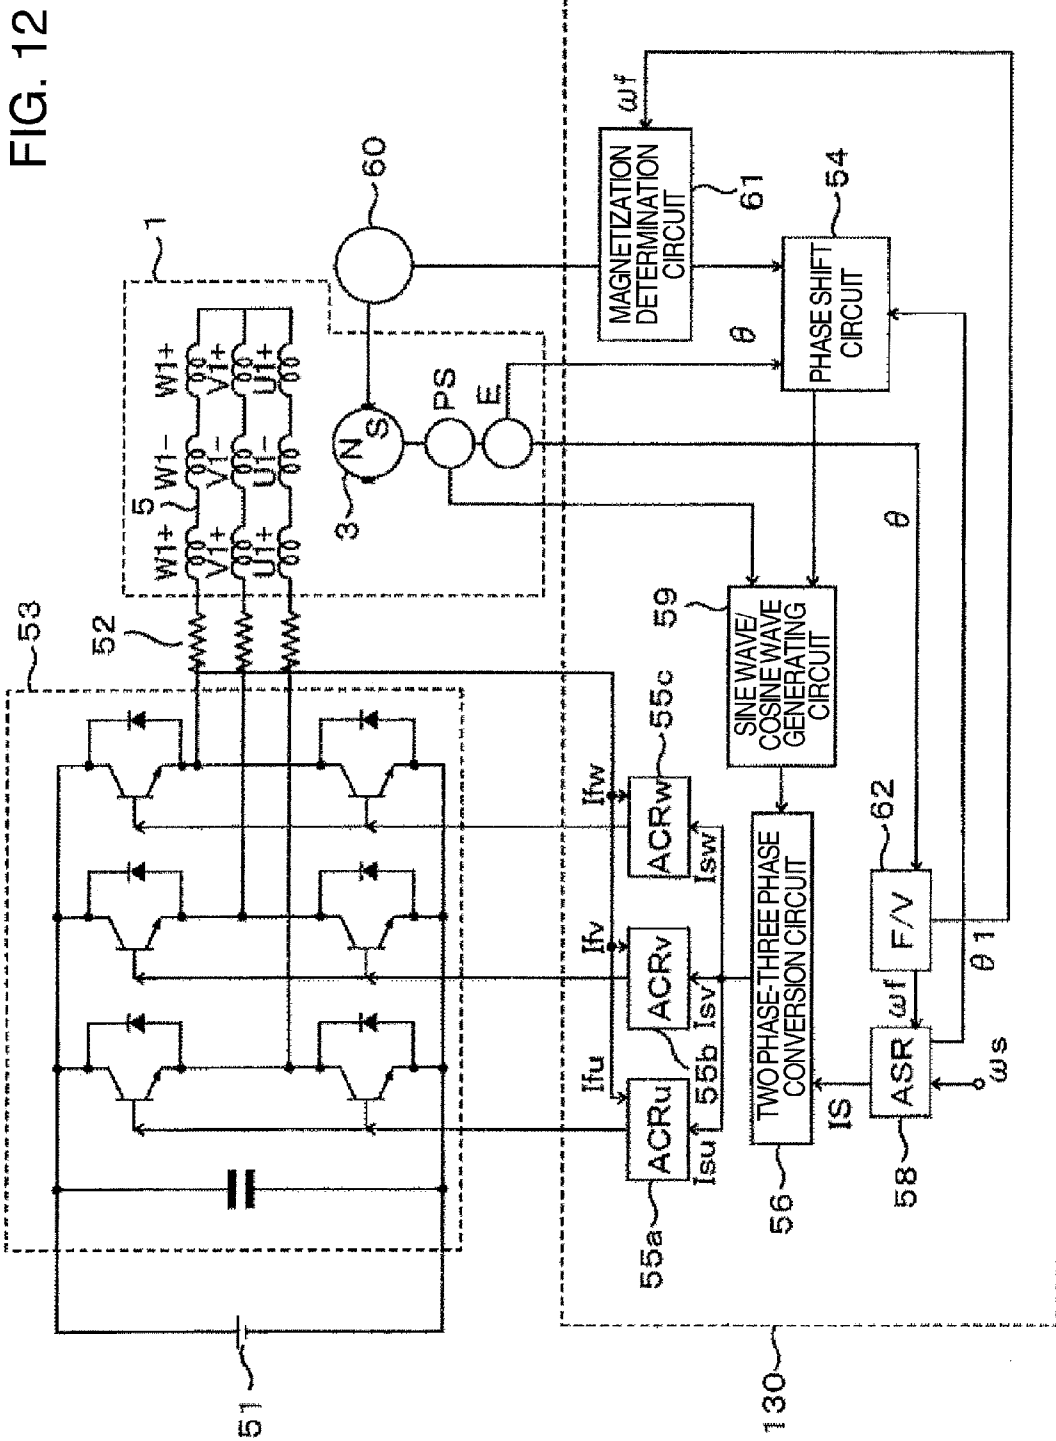 FIG. 12
53
52
5
1
W1+ W1- W1+
V1+ V1- V1+
U1+ U1- U1+
51
3
N
S
60
PS
E
Ifu
Ifv
Ifw
130
55a
ACRu
55b
ACRv
55c
ACRw
Isu
Isv
Isw
59
SINE WAVE/
COSINE WAVE
GENERATING
CIRCUIT
MAGNETIZATION
DETERMINATION
CIRCUIT
ωf
61
θ
54
PHASE SHIFT
CIRCUIT
56
TWO PHASE-THREE PHASE
CONVERSION CIRCUIT
IS
58
ASR
ωf
62
F/V
θ
ωs
θ1